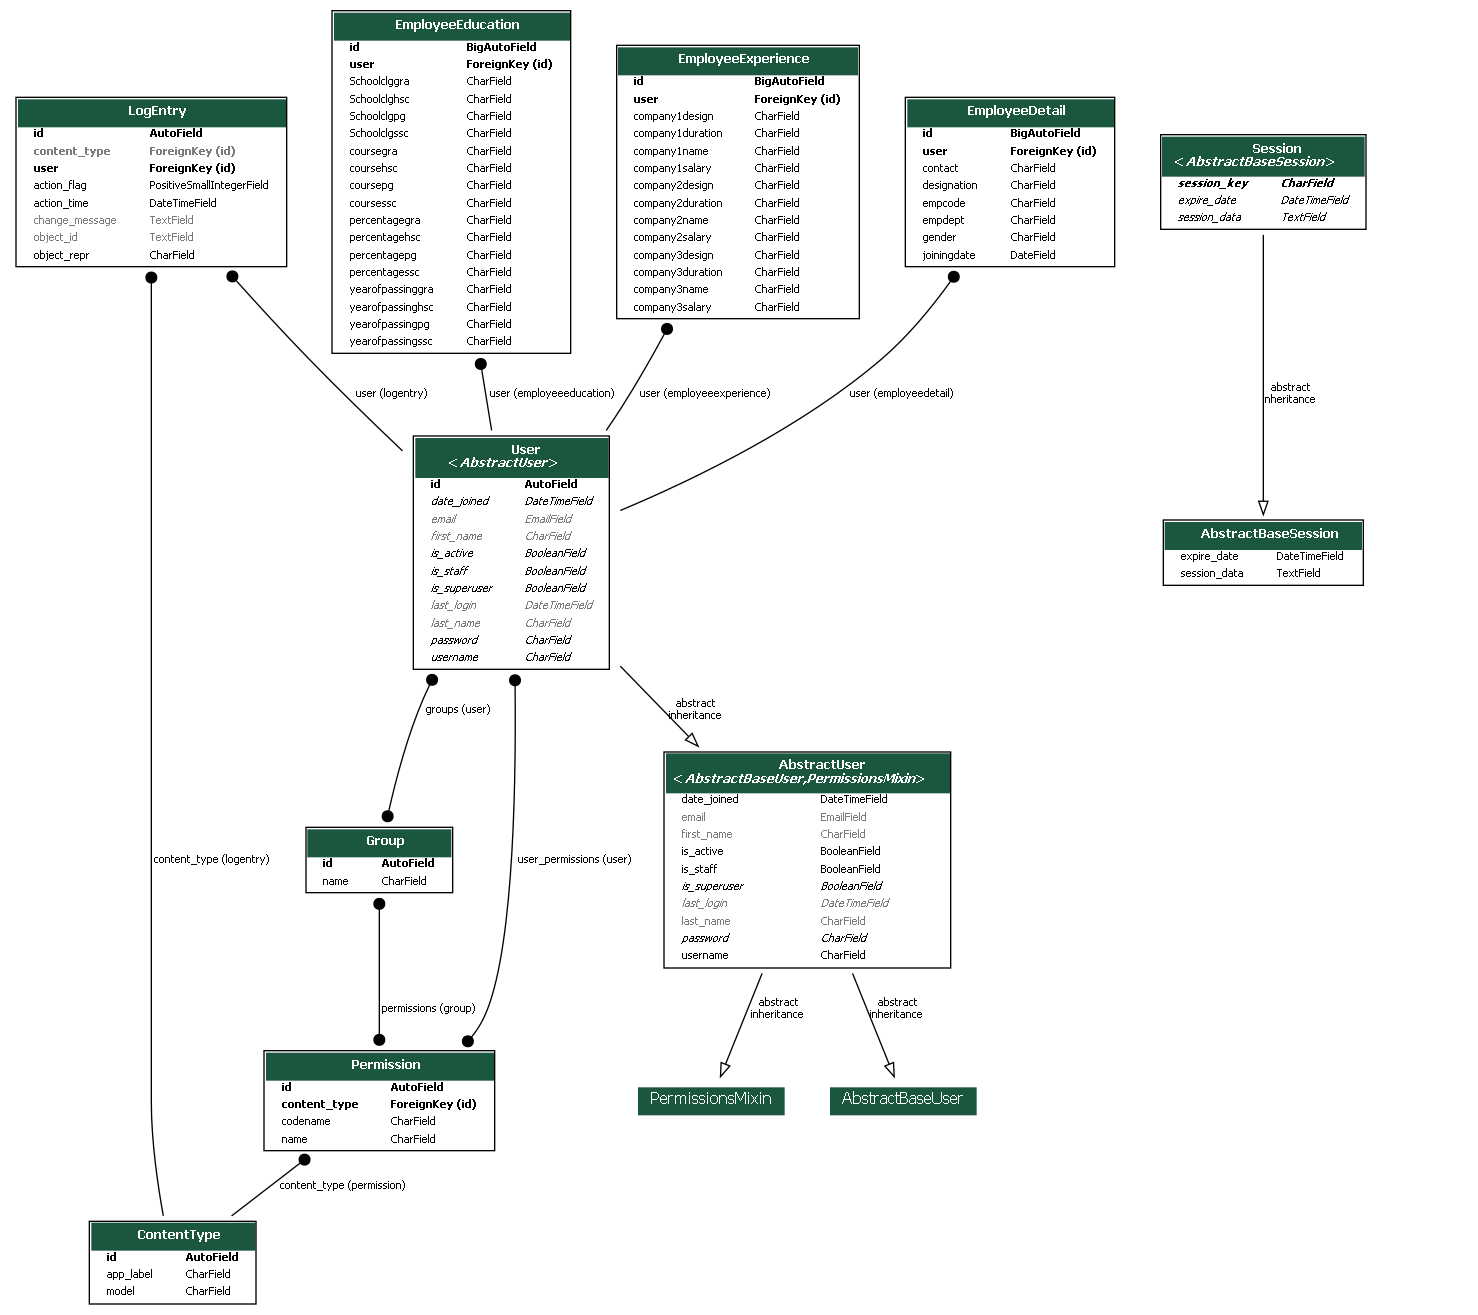 EmployeeEducation
id BigAutoField
user ForeignKey (id)
Schoolclggra CharField
Schoolclghsc CharField
Schoolclgpg CharField
Schoolclgssc CharField
coursegra CharField
coursehsc CharField
coursepg CharField
coursessc CharField
percentagegra CharField
percentagehsc CharField
percentagepg CharField
percentagessc CharField
yearofpassinggra CharField
yearofpassinghsc CharField
yearofpassingpg CharField
yearofpassingssc CharField
EmployeeExperience
id BigAutoField
user ForeignKey (id)
company1design CharField
company1duration CharField
company1name CharField
company1salary CharField
company2design CharField
company2duration CharField
company2name CharField
company2salary CharField
company3design CharField
company3duration CharField
company3name CharField
company3salary CharField
LogEntry
id AutoField
content_type ForeignKey (id)
user ForeignKey (id)
action_flag PositiveSmallIntegerField
action_time DateTimeField
change_message TextField
object_id TextField
object_repr CharField
EmployeeDetail
id BigAutoField
user ForeignKey (id)
contact CharField
designation CharField
empcode CharField
empdept CharField
gender CharField
joiningdate DateField
Session
<AbstractBaseSession>
session_key CharField
expire_date DateTimeField
session_data TextField
user (logentry)
user (employeeeducation)
user (employeeexperience)
user (employeedetail)
abstract
inheritance
User
<AbstractUser>
id AutoField
date_joined DateTimeField
email EmailField
first_name CharField
is_active BooleanField
is_staff BooleanField
is_superuser BooleanField
last_login DateTimeField
last_name CharField
password CharField
username CharField
AbstractBaseSession
expire_date DateTimeField
session_data TextField
groups (user)
abstract
inheritance
AbstractUser
<AbstractBaseUser,PermissionsMixin>
date_joined DateTimeField
email EmailField
first_name CharField
is_active BooleanField
is_staff BooleanField
is_superuser BooleanField
last_login DateTimeField
last_name CharField
password CharField
username CharField
Group
id AutoField
name CharField
content_type (logentry)
user_permissions (user)
permissions (group)
abstract
inheritance
abstract
inheritance
Permission
id AutoField
content_type ForeignKey (id)
codename CharField
name CharField
PermissionsMixin
AbstractBaseUser
content_type (permission)
ContentType
id AutoField
app_label CharField
model CharField